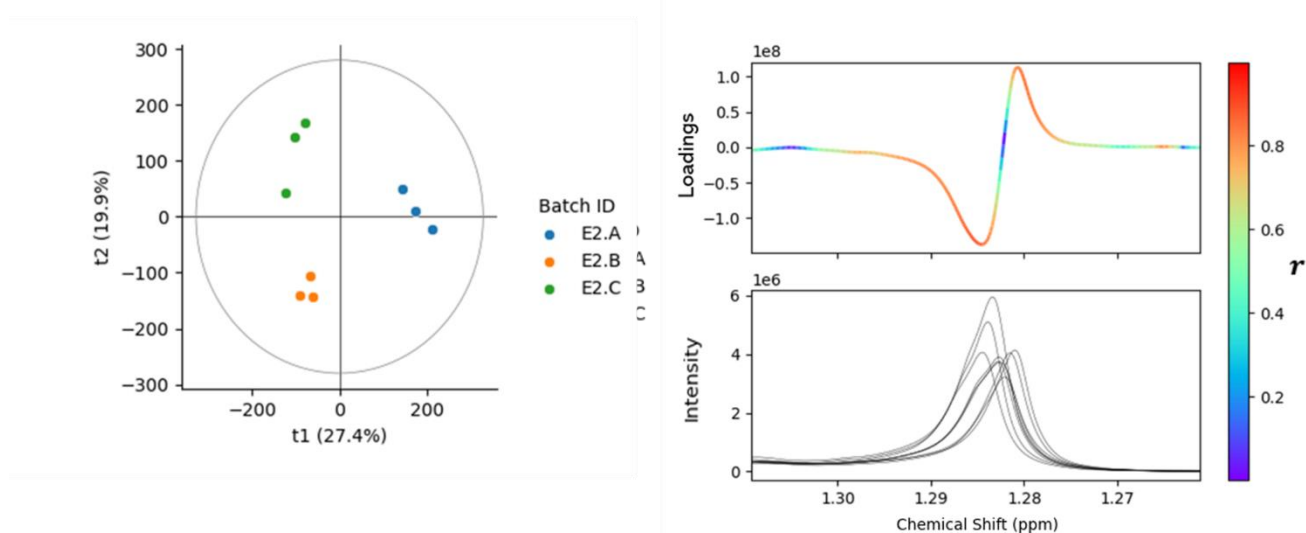 300
200
100
0
−100
−200
−300
t2 (19.9%)
−200
0
200
t1 (27.4%)
Batch ID
E2.A
E2.B
E2.C
A
B
C
1e8
1.0
0.5
0.0
−0.5
−1.0
Loadings
1e6
6
4
2
0
Intensity
1.30
1.29
1.28
1.27
Chemical Shift (ppm)
0.8
0.6
0.4
0.2
r